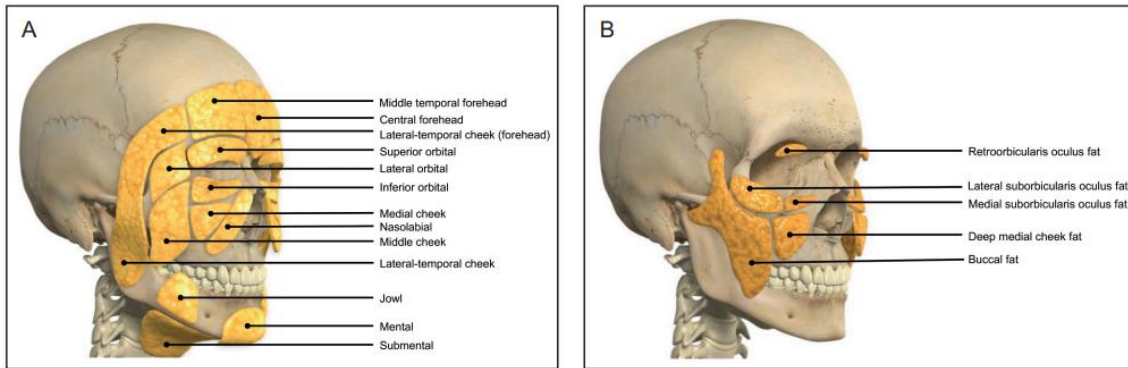 A
Middle temporal forehead
Central forehead
Lateral-temporal cheek (forehead)
Superior orbital
Lateral orbital
Inferior orbital
Medial cheek
Nasolabial
Middle cheek
Lateral-temporal cheek
Jowl
Mental
Submental
B
Retroorbicularis oculus fat
Lateral suborbicularis oculus fat
Medial suborbicularis oculus fat
Deep medial cheek fat
Buccal fat